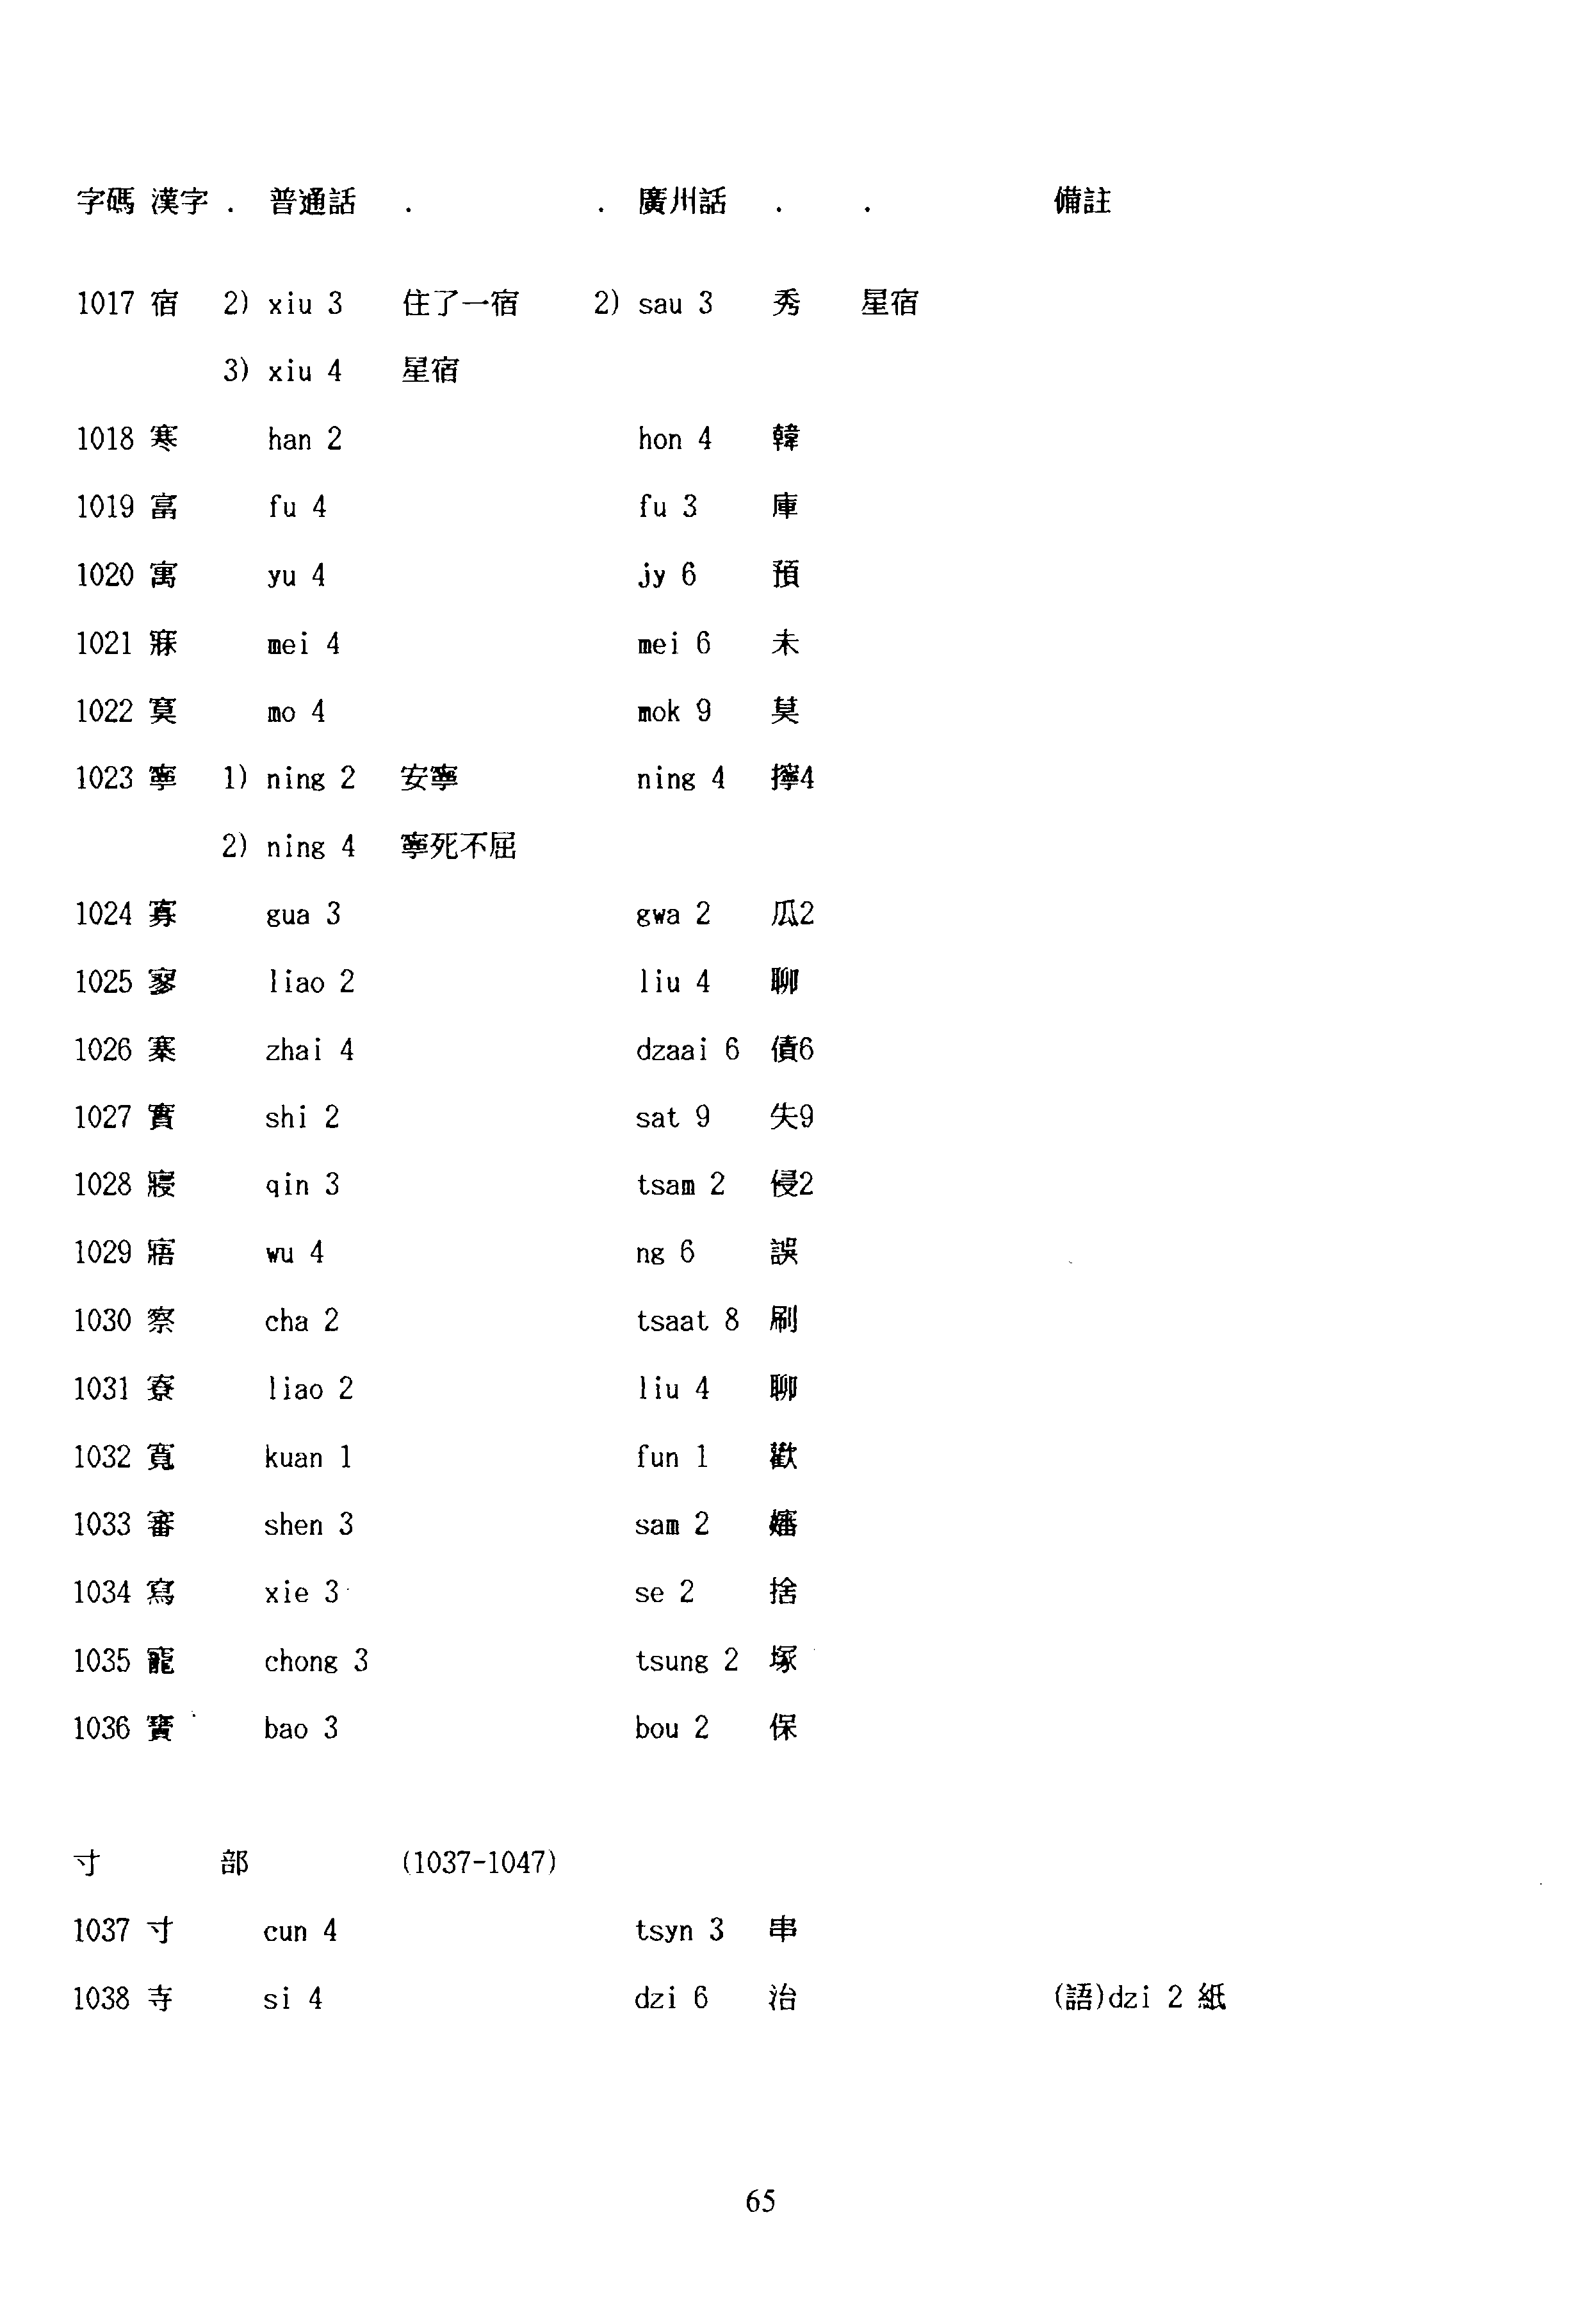 字碼 漢字 . 普通話 . . 廣州話 . . 備註
1017 宿 2) xiu 3 住了一宿 2) sau 3 秀 星宿
3) xiu 4 星宿
1018 寒 han 2 hon 4 韓
1019 富 fu 4 fu 3 庫
1020 寓 yu 4 jy 6 預
1021 寐 mei 4 mei 6 未
1022 寞 mo 4 mok 9 莫
1023 寧 1) ning 2 安寧 ning 4 擰4
2) ning 4 寧死不屈
1024 寡 gua 3 gwa 2 瓜2
1025 寥 liao 2 liu 4 聊
1026 寨 zhai 4 dzaai 6 債6
1027 實 shi 2 sat 9 失9
1028 寢 qin 3 tsam 2 侵2
1029 寤 wu 4 ng 6 誤
1030 察 cha 2 tsaat 8 刷
1031 寮 liao 2 liu 4 聊
1032 寬 kuan 1 fun 1 歡
1033 審 shen 3 sam 2 嬸
1034 寫 xie 3 se 2 捨
1035 寵 chong 3 tsung 2 塚
1036 寶 bao 3 bou 2 保
寸 部 (1037-1047)
1037 寸 cun 4 tsyn 3 串
1038 寺 si 4 dzi 6 治 (語)dzi 2 紙
65